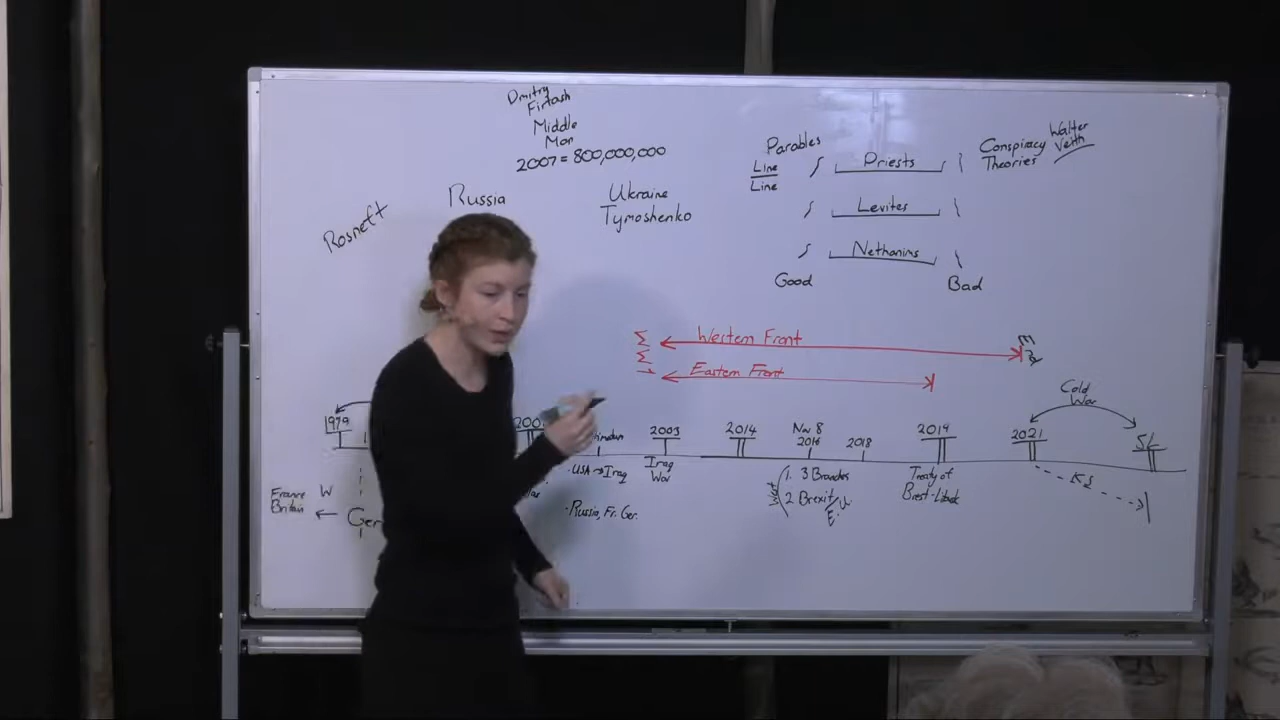 Dmitry
Firtash
Middle
Man
2007 = 800,000,000
Rosneft
Russia
Ukraine
Tymoshenko
Parables
Line
Line
Priests
Conspiracy
Theories
Walter
Veith
Levites
Nethanims
Good
Bad
Western Front
Eastern Front
Cold
War
1979
2003
2014
Nov 8
2016
2018
2019
2021
SL
Iraq
War
USA → Iraq
Russia, Fr. Ger.
1. 3 Branches
2 Brexit/U
E.
Treaty of
Brest-Litovsk
France W
Britain
Ger